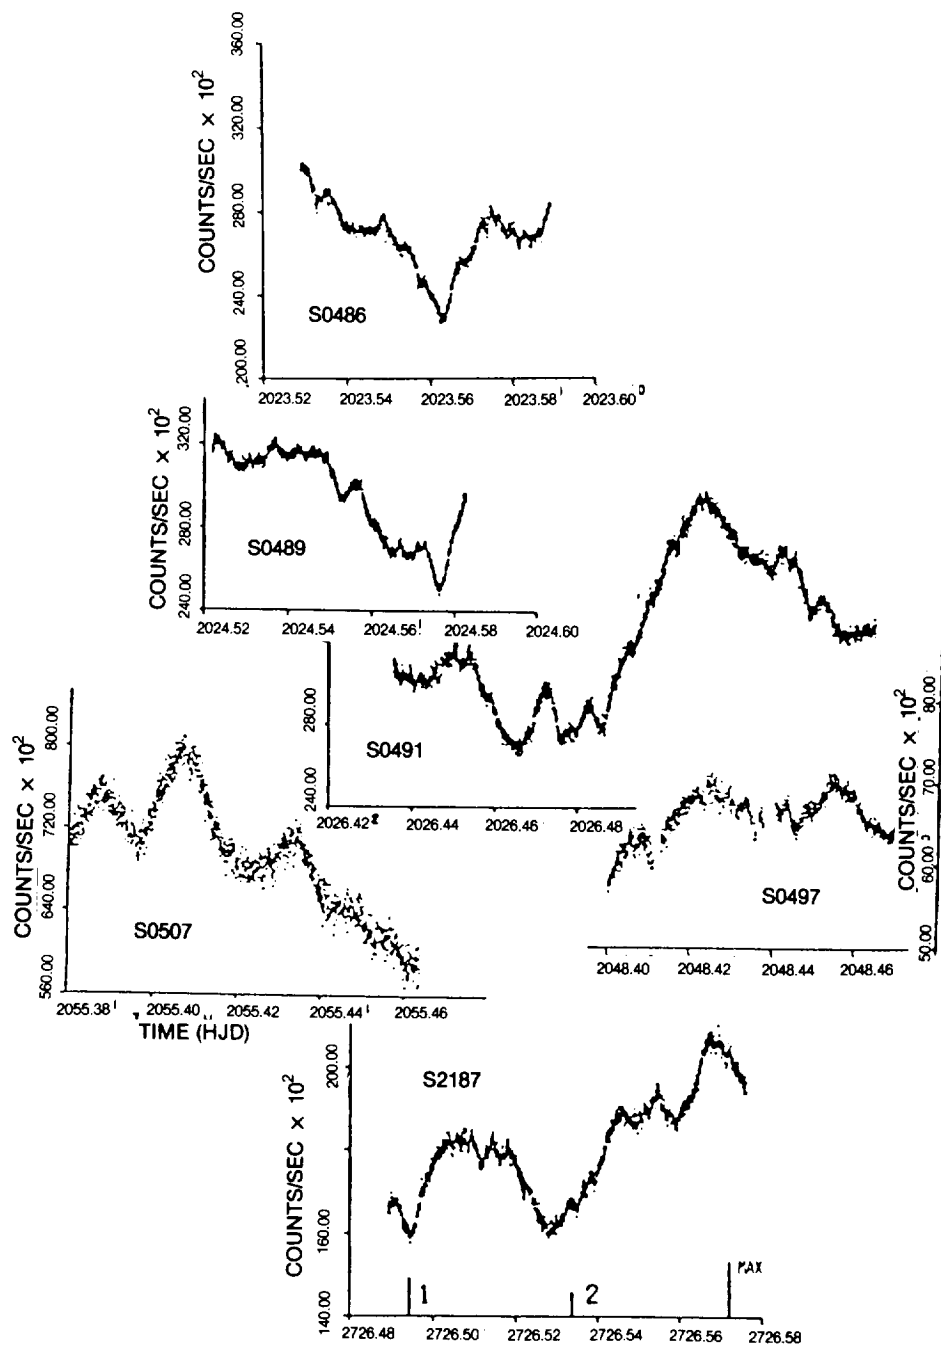 360.00
320.00
280.00
240.00
200.00
COUNTS/SEC × 10²
S0486
2023.52 2023.54 2023.56 2023.58 2023.60
320.00
280.00
240.00
COUNTS/SEC × 10²
S0489
2024.52 2024.54 2024.56 2024.58 2024.60
280.00
240.00
S0491
2026.42 2026.44 2026.46 2026.48
80.00
70.00
60.00
50.00
COUNTS/SEC × 10²
S0497
2048.40 2048.42 2048.44 2048.46
800.00
720.00
640.00
560.00
COUNTS/SEC × 10²
S0507
2055.38 2055.40 2055.42 2055.44 2055.46
TIME (HJD)
200.00
160.00
140.00
COUNTS/SEC × 10²
S2187
1 2 MAX
2726.48 2726.50 2726.52 2726.54 2726.56 2726.58